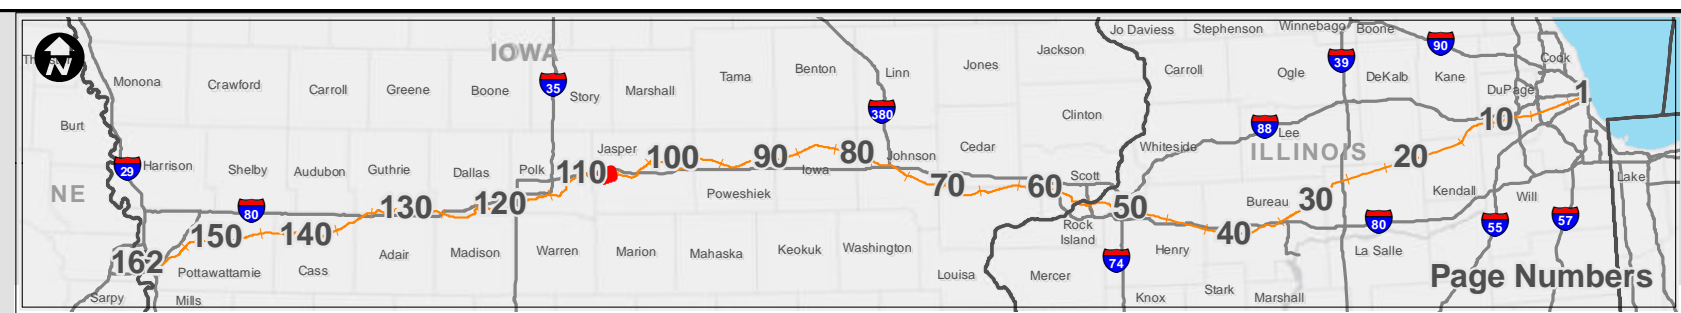 Jo Daviess Stephenson Winnebago Boone
IOWA
Jackson
90
Cook
39
N
Monona
Crawford
Carroll
Greene
Boone
35
Story
Marshall
Tama
Benton
Linn
Jones
Carroll
Ogle
DeKalb
Kane
DuPage
1
380
Clinton
10
Burt
88
Lee
ILLINOIS
Whiteside
20
29
Harrison
Shelby
Audubon
Guthrie
Dallas
Polk
110
Jasper
100
90
80
Iowa
Johnson
Cedar
70
60
Scott
Lake
NE
80
130
120
Poweshiek
50
Bureau
30
Kendall
Will
150
140
162
Pottawattamie
Cass
Adair
Madison
Warren
Marion
Mahaska
Keokuk
Washington
Louisa
Rock
Island
Mercer
74
Henry
40
80
La Salle
55
57
Sarpy
Mills
Knox
Stark
Marshall
Page Numbers